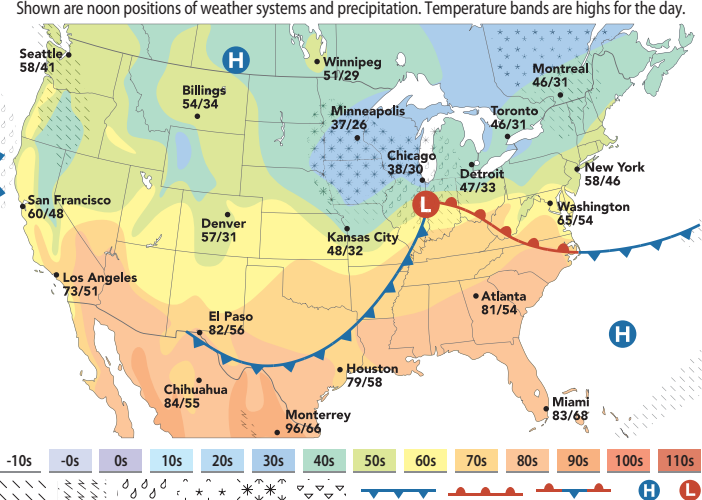 Shown are noon positions of weather systems and precipitation. Temperature bands are highs for the day.
Seattle
58/41
H
Winnipeg
51/29
Montreal
46/31
Billings
54/34
Minneapolis
37/26
Toronto
46/31
Chicago
38/30
Detroit
47/33
New York
58/46
San Francisco
60/48
L
Washington
65/54
Denver
57/31
Kansas City
48/32
Los Angeles
73/51
Atlanta
81/54
El Paso
82/56
H
Houston
79/58
Chihuahua
84/55
Miami
83/68
Monterrey
96/66
-10s -0s 0s 10s 20s 30s 40s 50s 60s 70s 80s 90s 100s 110s
H L